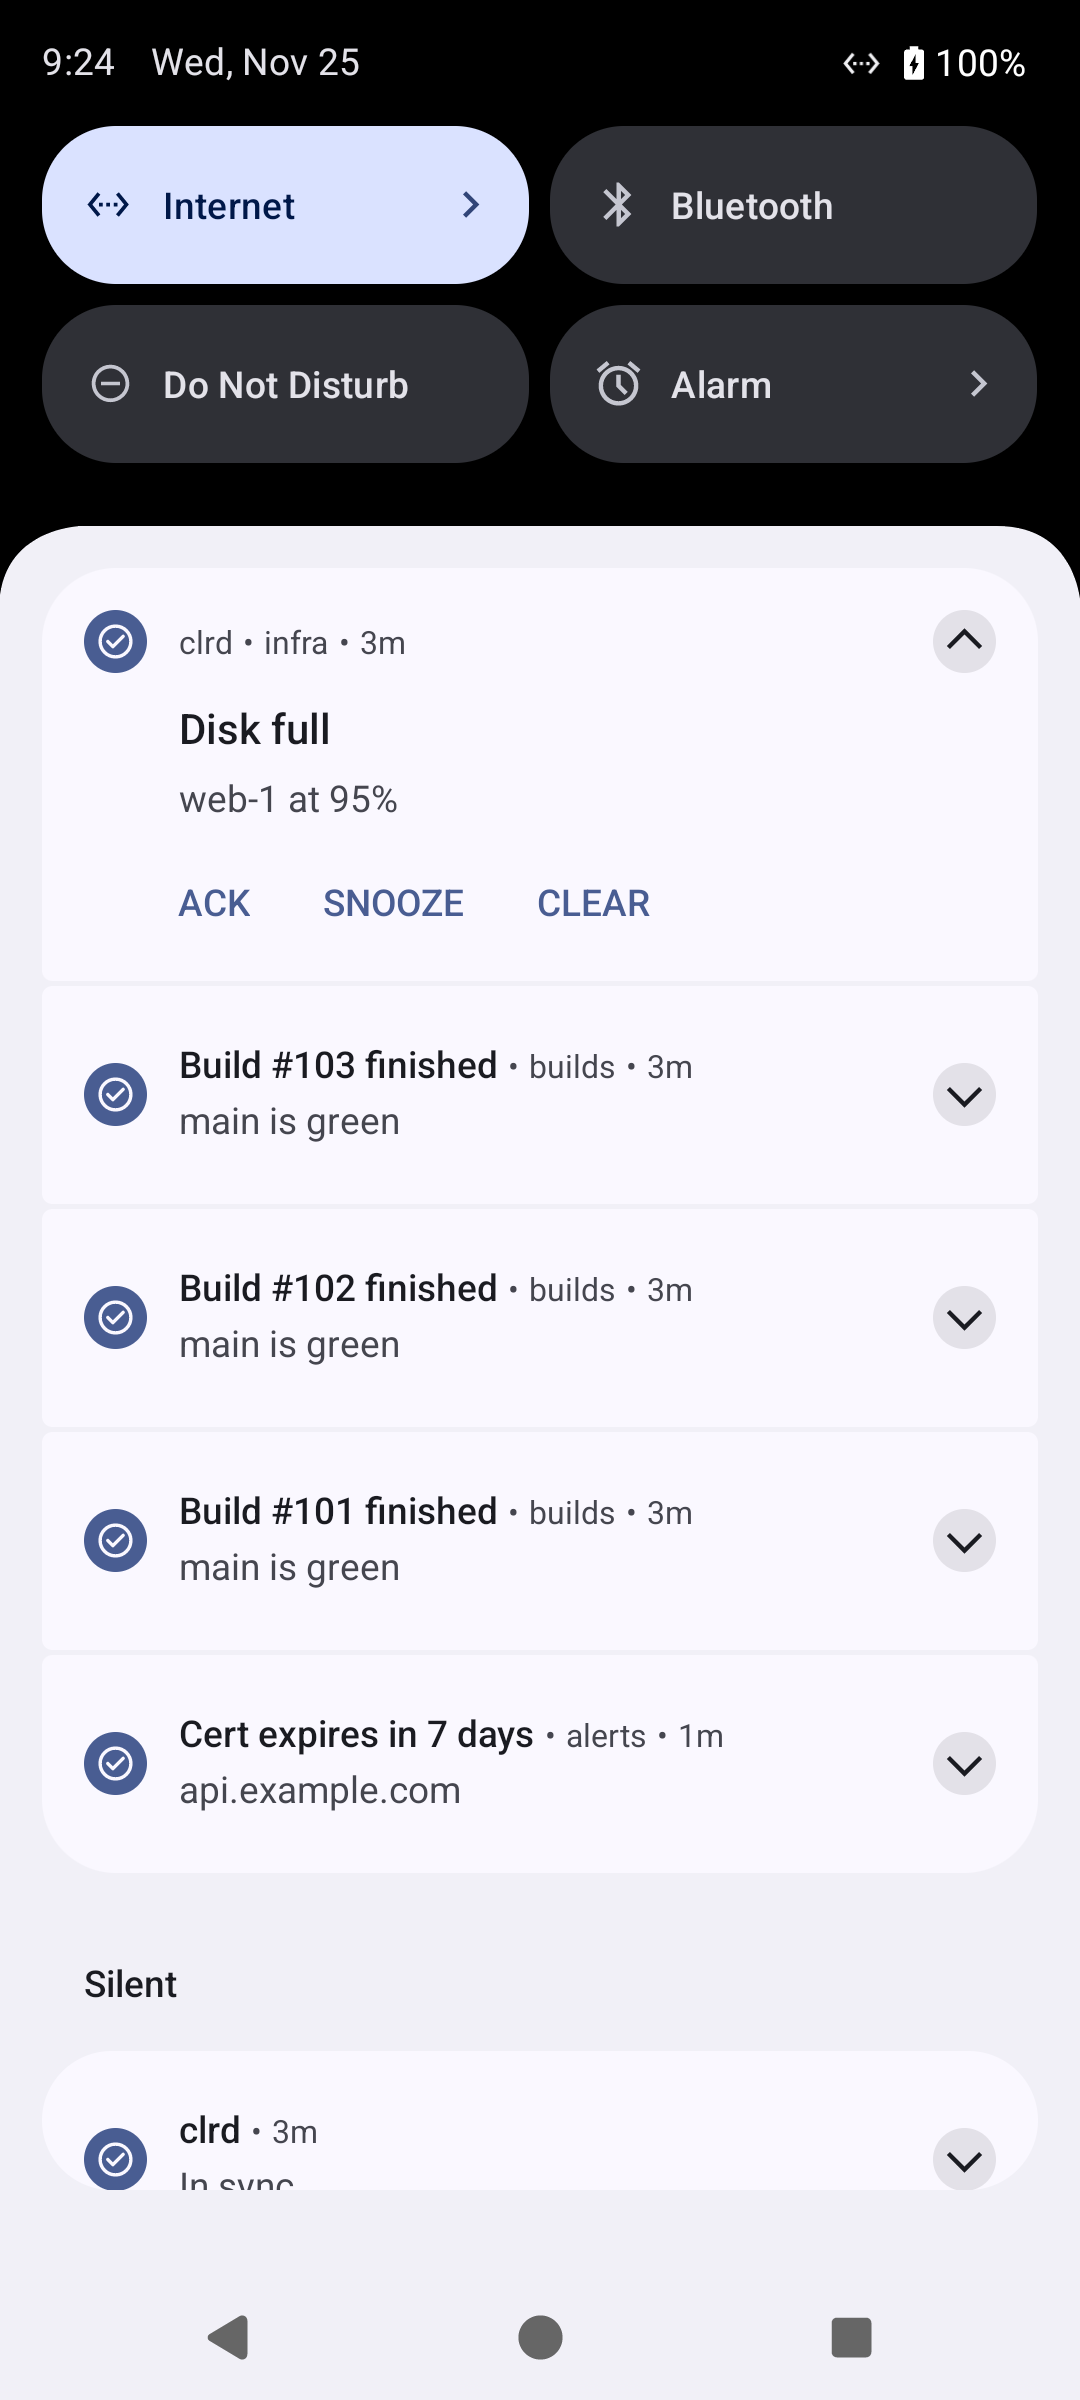 9:24 Wed, Nov 25 100%
Internet
Bluetooth
Do Not Disturb
Alarm
clrd • infra • 3m
Disk full
web-1 at 95%
ACK SNOOZE CLEAR
Build #103 finished • builds • 3m
main is green
Build #102 finished • builds • 3m
main is green
Build #101 finished • builds • 3m
main is green
Cert expires in 7 days • alerts • 1m
api.example.com
Silent
clrd • 3m
In sync